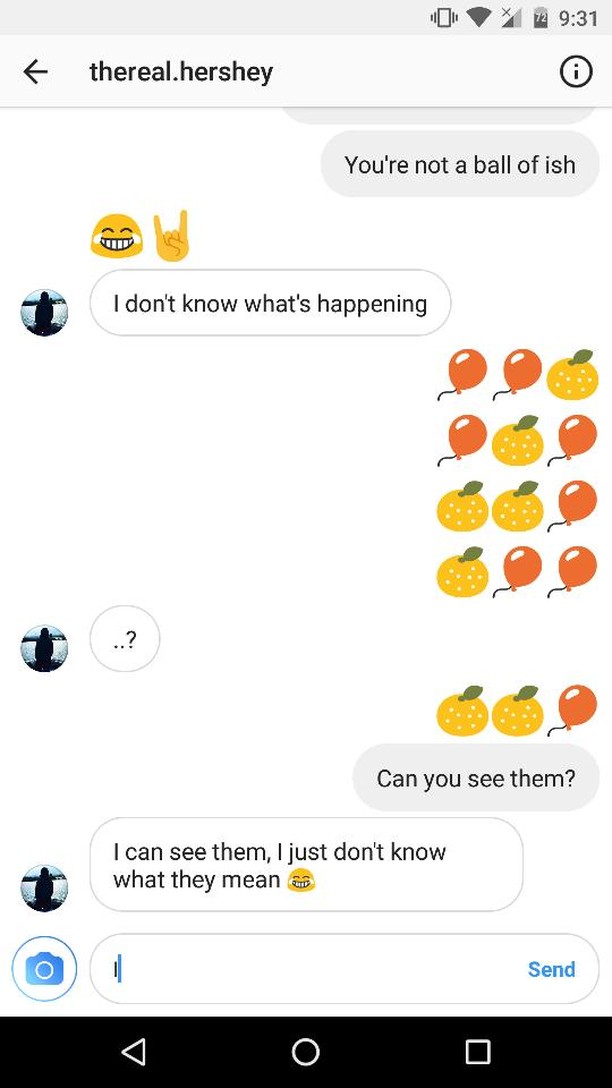 72 9:31
thereal.hershey
You're not a ball of ish
😂🤘
I don't know what's happening
🎈🎈🍊
🎈🍊🎈
🍊🍊🎈
🍊🎈🎈
..?
🍊🍊🎈
Can you see them?
I can see them, I just don't know
what they mean 😂
I Send